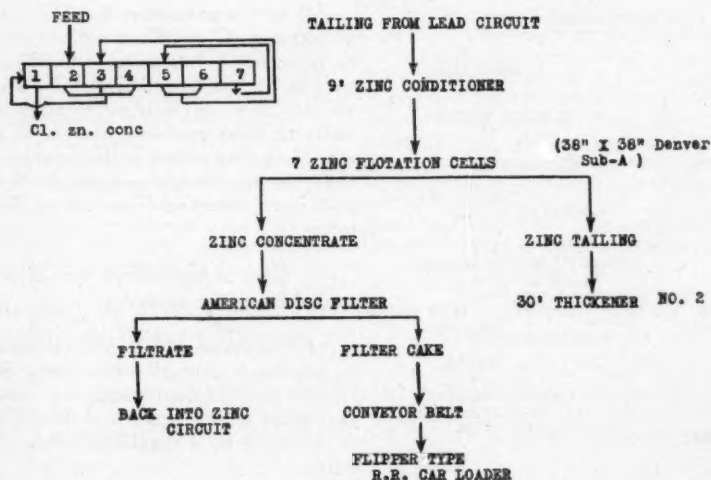 FEED
1 2 3 4 5 6 7
Cl. zn. conc
TAILING FROM LEAD CIRCUIT
9' ZINC CONDITIONER
7 ZINC FLOTATION CELLS
(38" X 38" Denver
Sub-A )
ZINC CONCENTRATE
ZINC TAILING
AMERICAN DISC FILTER
30' THICKENER NO. 2
FILTRATE
FILTER CAKE
BACK INTO ZINC
CIRCUIT
CONVEYOR BELT
FLIPPER TYPE
R.R. CAR LOADER